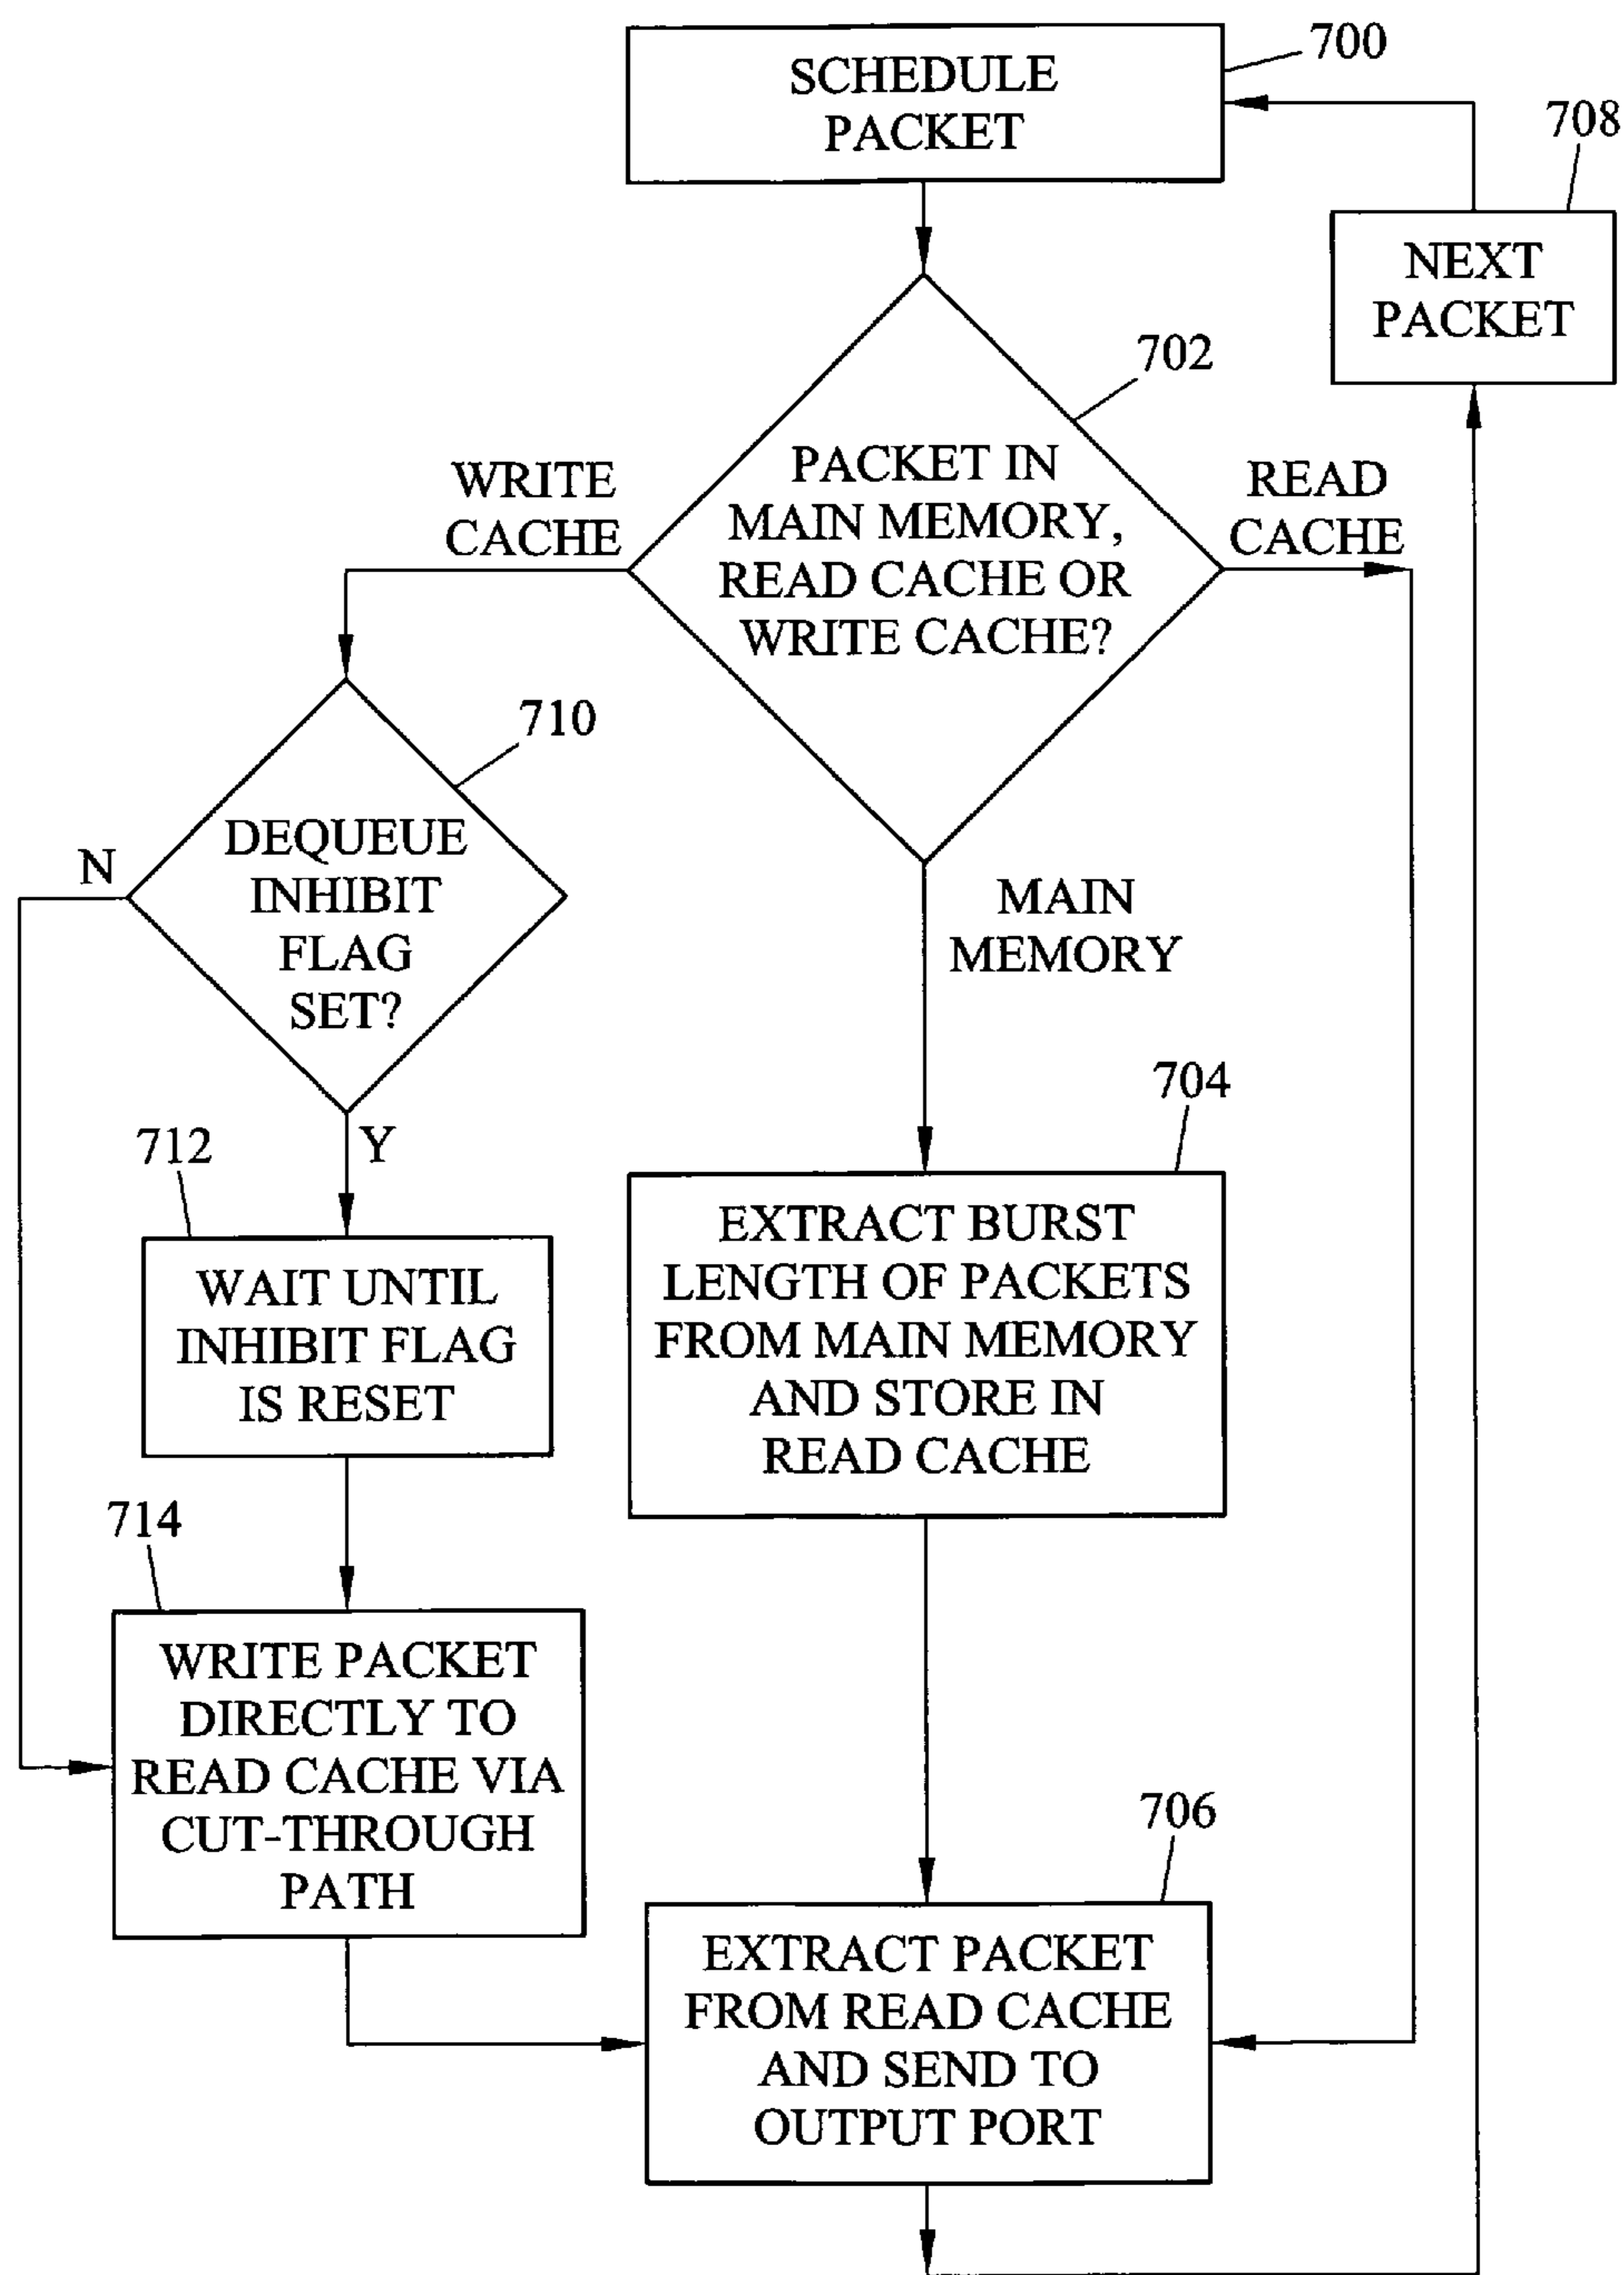 700
SCHEDULE
PACKET
708
NEXT
PACKET
702
PACKET IN
MAIN MEMORY,
READ CACHE OR
WRITE CACHE?
WRITE
CACHE
READ
CACHE
710
DEQUEUE
INHIBIT
FLAG
SET?
N
Y
MAIN
MEMORY
712
WAIT UNTIL
INHIBIT FLAG
IS RESET
704
EXTRACT BURST
LENGTH OF PACKETS
FROM MAIN MEMORY
AND STORE IN
READ CACHE
714
WRITE PACKET
DIRECTLY TO
READ CACHE VIA
CUT-THROUGH
PATH
706
EXTRACT PACKET
FROM READ CACHE
AND SEND TO
OUTPUT PORT